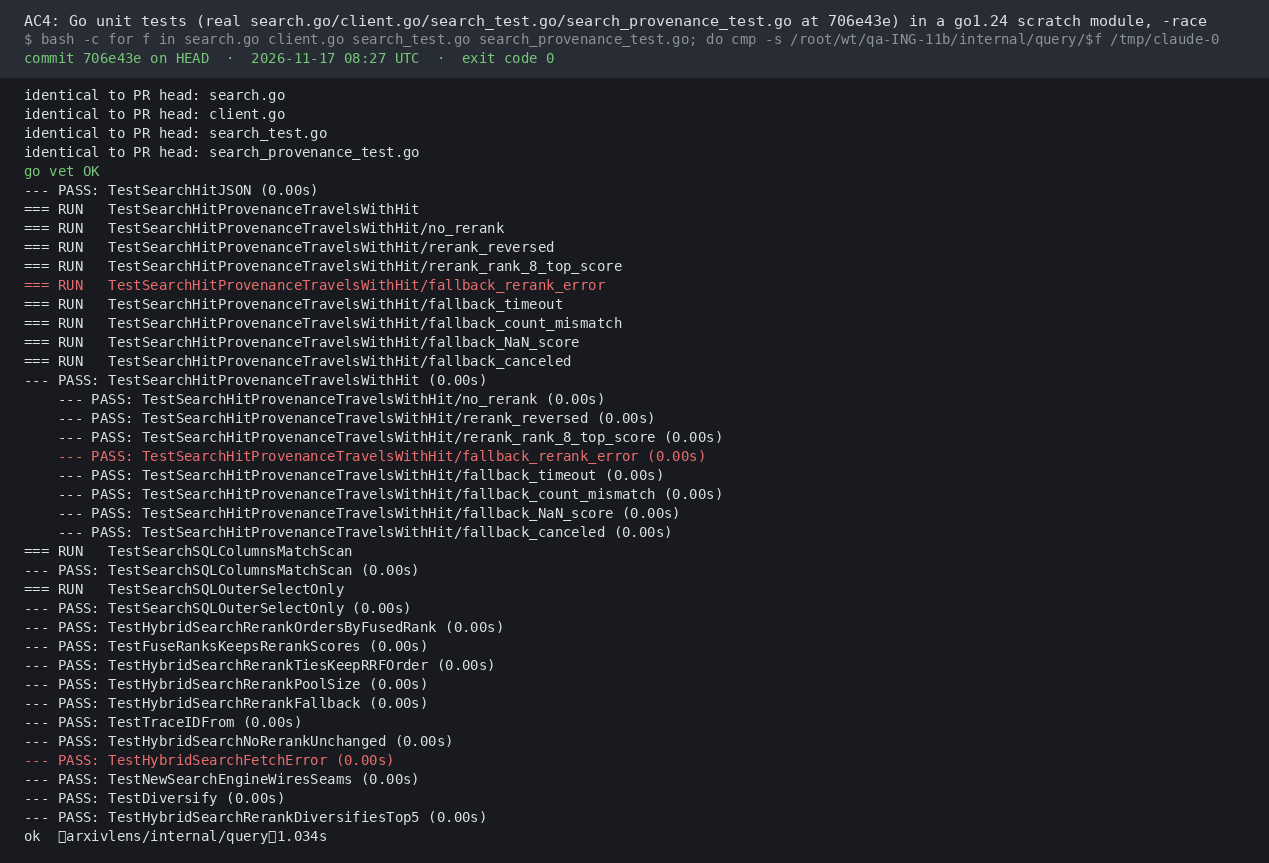 AC4: Go unit tests (real search.go/client.go/search_test.go/search_provenance_test.go at 706e43e) in a go1.24 scratch module, -race
$ bash -c for f in search.go client.go search_test.go search_provenance_test.go; do cmp -s /root/wt/qa-ING-11b/internal/query/$f /tmp/claude-0
commit 706e43e on HEAD · 2026-11-17 08:27 UTC · exit code 0
identical to PR head: search.go
identical to PR head: client.go
identical to PR head: search_test.go
identical to PR head: search_provenance_test.go
go vet OK
--- PASS: TestSearchHitJSON (0.00s)
=== RUN   TestSearchHitProvenanceTravelsWithHit
=== RUN   TestSearchHitProvenanceTravelsWithHit/no_rerank
=== RUN   TestSearchHitProvenanceTravelsWithHit/rerank_reversed
=== RUN   TestSearchHitProvenanceTravelsWithHit/rerank_rank_8_top_score
=== RUN   TestSearchHitProvenanceTravelsWithHit/fallback_rerank_error
=== RUN   TestSearchHitProvenanceTravelsWithHit/fallback_timeout
=== RUN   TestSearchHitProvenanceTravelsWithHit/fallback_count_mismatch
=== RUN   TestSearchHitProvenanceTravelsWithHit/fallback_NaN_score
=== RUN   TestSearchHitProvenanceTravelsWithHit/fallback_canceled
--- PASS: TestSearchHitProvenanceTravelsWithHit (0.00s)
    --- PASS: TestSearchHitProvenanceTravelsWithHit/no_rerank (0.00s)
    --- PASS: TestSearchHitProvenanceTravelsWithHit/rerank_reversed (0.00s)
    --- PASS: TestSearchHitProvenanceTravelsWithHit/rerank_rank_8_top_score (0.00s)
    --- PASS: TestSearchHitProvenanceTravelsWithHit/fallback_rerank_error (0.00s)
    --- PASS: TestSearchHitProvenanceTravelsWithHit/fallback_timeout (0.00s)
    --- PASS: TestSearchHitProvenanceTravelsWithHit/fallback_count_mismatch (0.00s)
    --- PASS: TestSearchHitProvenanceTravelsWithHit/fallback_NaN_score (0.00s)
    --- PASS: TestSearchHitProvenanceTravelsWithHit/fallback_canceled (0.00s)
=== RUN   TestSearchSQLColumnsMatchScan
--- PASS: TestSearchSQLColumnsMatchScan (0.00s)
=== RUN   TestSearchSQLOuterSelectOnly
--- PASS: TestSearchSQLOuterSelectOnly (0.00s)
--- PASS: TestHybridSearchRerankOrdersByFusedRank (0.00s)
--- PASS: TestFuseRanksKeepsRerankScores (0.00s)
--- PASS: TestHybridSearchRerankTiesKeepRRFOrder (0.00s)
--- PASS: TestHybridSearchRerankPoolSize (0.00s)
--- PASS: TestHybridSearchRerankFallback (0.00s)
--- PASS: TestTraceIDFrom (0.00s)
--- PASS: TestHybridSearchNoRerankUnchanged (0.00s)
--- PASS: TestHybridSearchFetchError (0.00s)
--- PASS: TestNewSearchEngineWiresSeams (0.00s)
--- PASS: TestDiversify (0.00s)
--- PASS: TestHybridSearchRerankDiversifiesTop5 (0.00s)
ok  □arxivlens/internal/query□1.034s